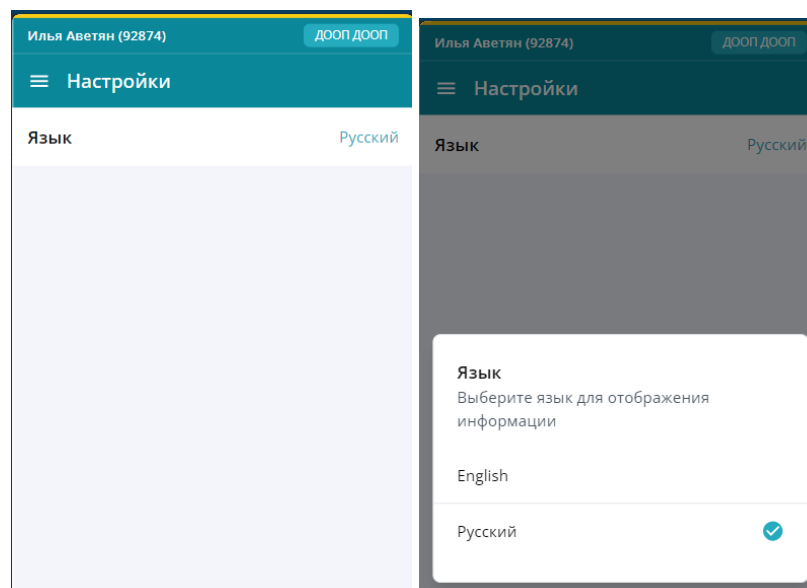 Илья Аветян (92874) ДООП ДООП
Настройки
Язык Русский
Илья Аветян (92874) ДООП ДООП
Настройки
Язык Русский
Язык
Выберите язык для отображения
информации
English
Русский